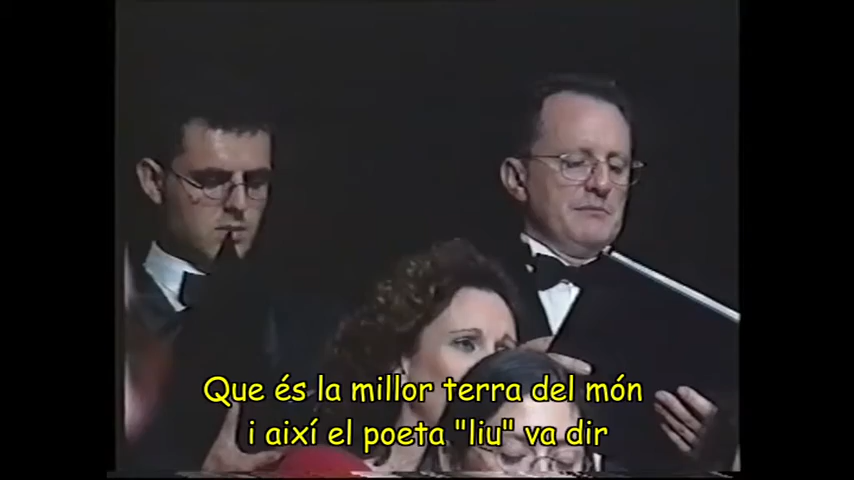 Que és la millor terra del món
i així el poeta "liu" va dir